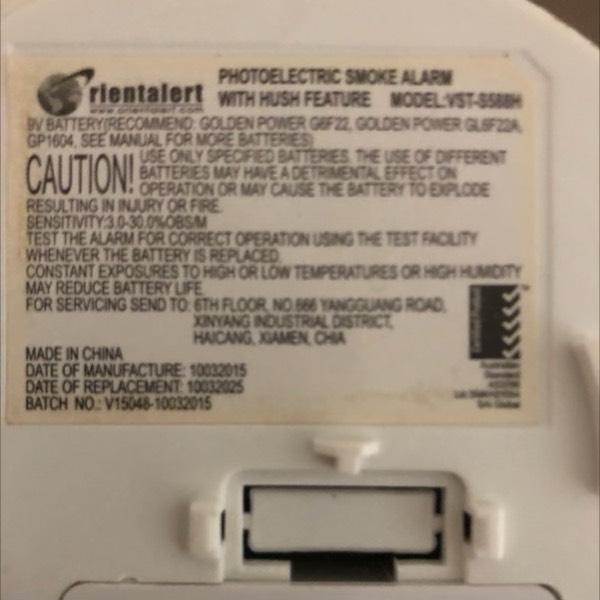 rientalert
www.orientalert.com
PHOTOELECTRIC SMOKE ALARM
WITH HUSH FEATURE MODEL:VST-S588H
9V BATTERY(RECOMMEND: GOLDEN POWER G6F22, GOLDEN POWER GL6F22A,
GP1604, SEE MANUAL FOR MORE BATTERIES)
CAUTION!
USE ONLY SPECIFIED BATTERIES. THE USE OF DIFFERENT
BATTERIES MAY HAVE A DETRIMENTAL EFFECT ON
OPERATION OR MAY CAUSE THE BATTERY TO EXPLODE
RESULTING IN INJURY OR FIRE.
SENSITIVITY:3.0-30.0%OBS/M
TEST THE ALARM FOR CORRECT OPERATION USING THE TEST FACILITY
WHENEVER THE BATTERY IS REPLACED.
CONSTANT EXPOSURES TO HIGH OR LOW TEMPERATURES OR HIGH HUMIDITY
MAY REDUCE BATTERY LIFE.
FOR SERVICING SEND TO: 6TH FLOOR, NO.666 YANGGUANG ROAD,
XINYANG INDUSTRIAL DISTRICT,
HAICANG, XIAMEN, CHIA
MADE IN CHINA
DATE OF MANUFACTURE: 10032015
DATE OF REPLACEMENT: 10032025
BATCH NO.: V15048-10032015
Australian
Standard